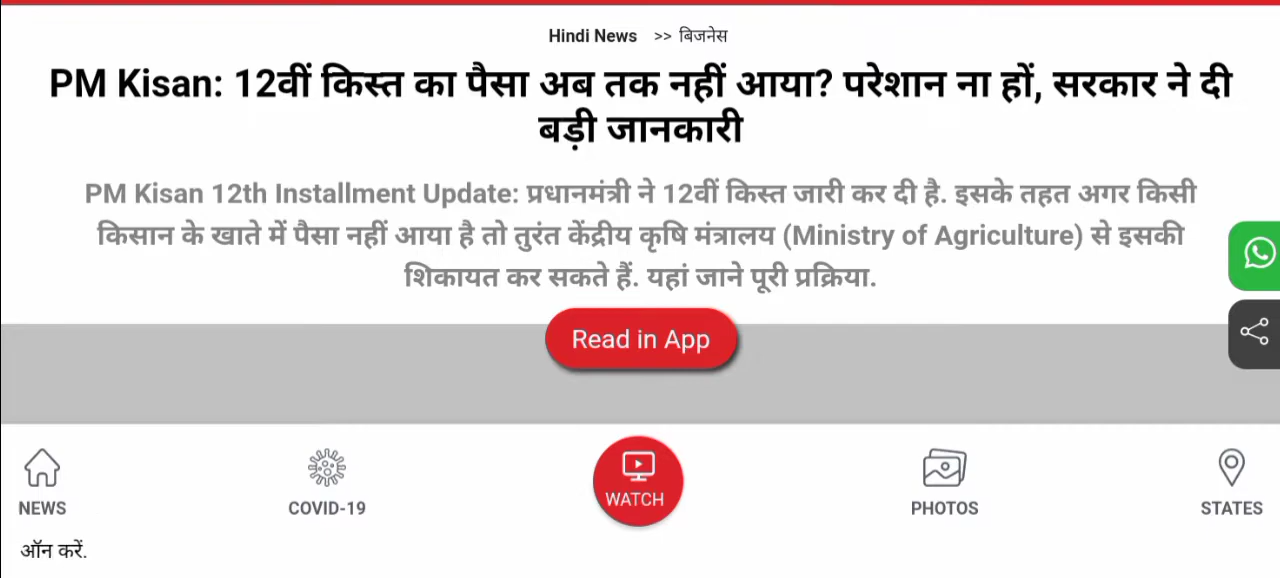 Hindi News >> बिजनेस
PM Kisan: 12वीं किस्त का पैसा अब तक नहीं आया? परेशान ना हों, सरकार ने दी
बड़ी जानकारी
PM Kisan 12th Installment Update: प्रधानमंत्री ने 12वीं किस्त जारी कर दी है. इसके तहत अगर किसी
किसान के खाते में पैसा नहीं आया है तो तुरंत केंद्रीय कृषि मंत्रालय (Ministry of Agriculture) से इसकी
शिकायत कर सकते हैं. यहां जाने पूरी प्रक्रिया.
Read in App
NEWS COVID-19 WATCH PHOTOS STATES
ऑन करें.